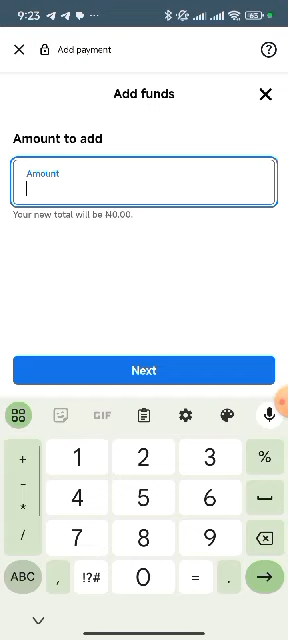 9:23
63
Add payment
Add funds
Amount to add
Amount
Your new total will be ₦0.00.
Next
GIF
+ 1 2 3 %
- 4 5 6
*
/ 7 8 9
ABC , !?# 0 = .